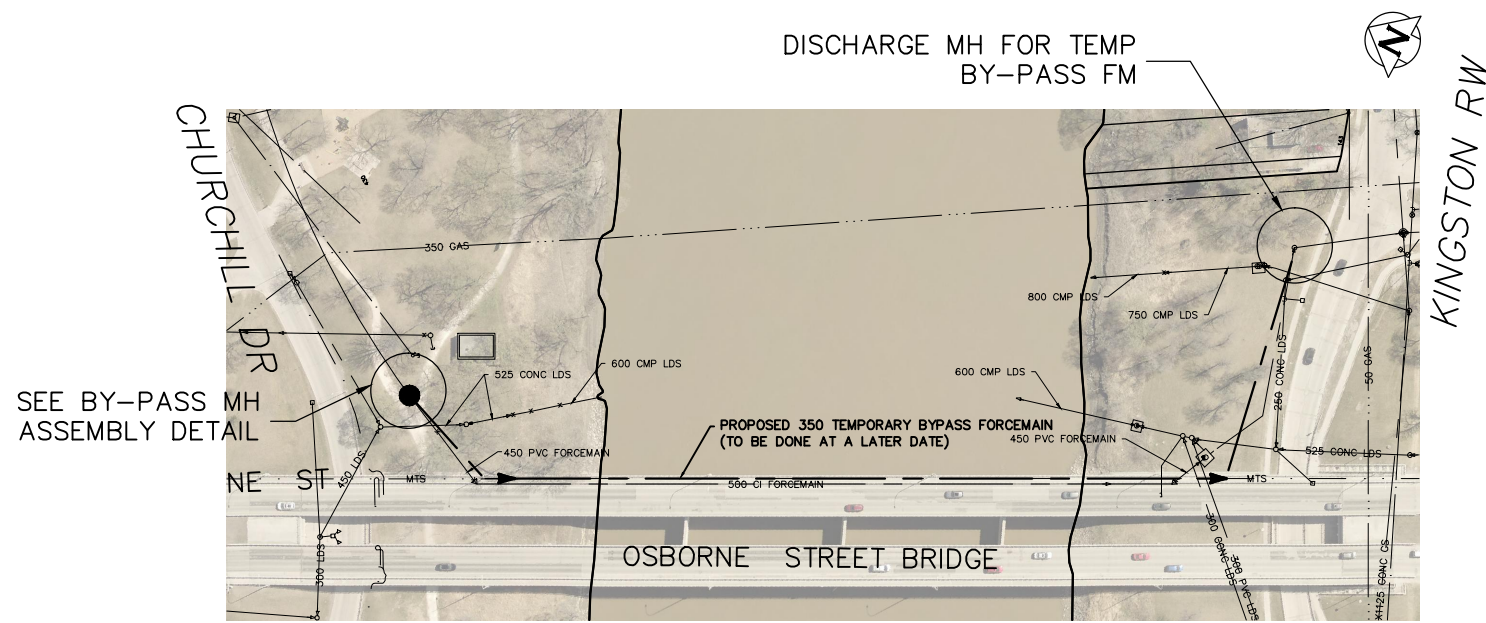 DISCHARGE MH FOR TEMP
BY-PASS FM
N
KINGSTON RW
CHURCHILL DR
350 GAS
800 CMP LDS
750 CMP LDS
600 CMP LDS
525 CONC LDS
600 CMP LDS
250 CONC LDS
50 GAS
SEE BY-PASS MH
ASSEMBLY DETAIL
PROPOSED 350 TEMPORARY BYPASS FORCEMAIN
(TO BE DONE AT A LATER DATE)
450 PVC FORCEMAIN
450 PVC FORCEMAIN
525 CONC LDS
450 LDS
NE ST
MTS
500 CI FORCEMAIN
MTS
300 CONC LDS
300 PVC LDS
300 LDS
OSBORNE STREET BRIDGE
X1125 CONC CS